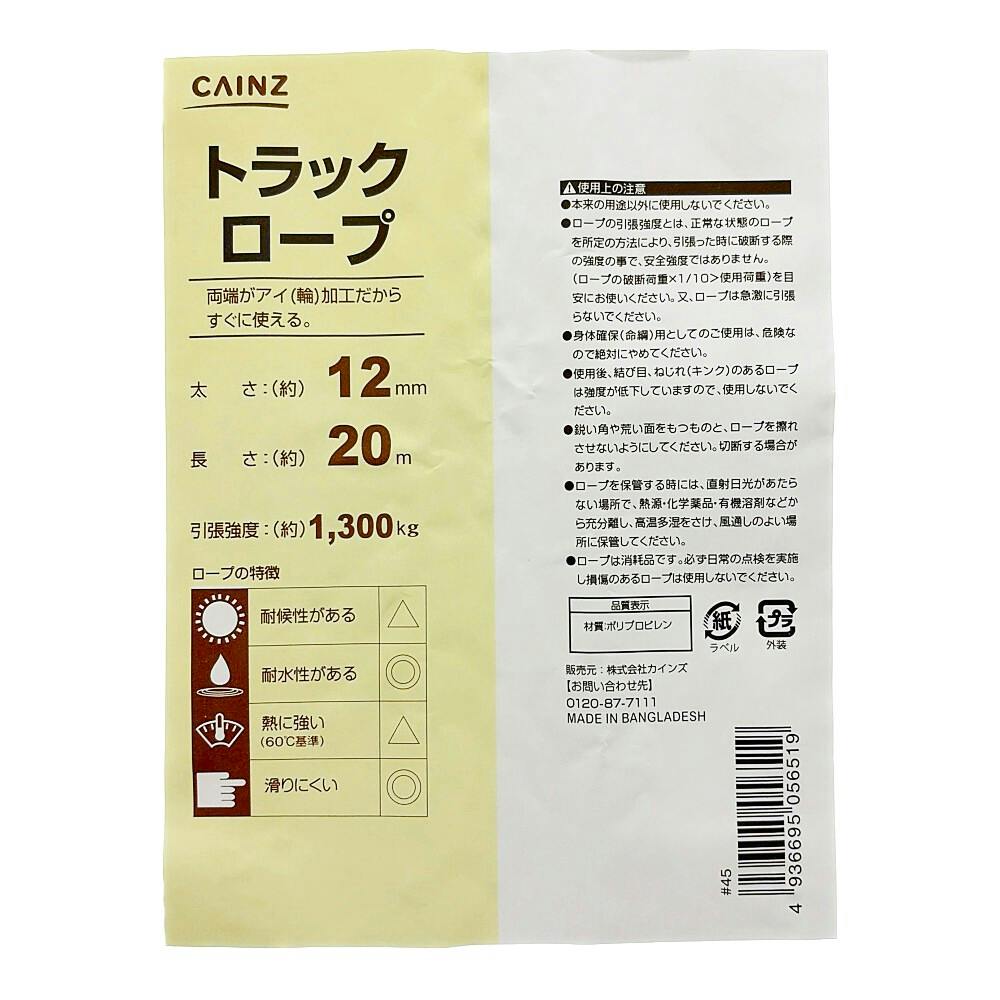 CAINZ
トラック
ロープ
両端がアイ(輪)加工だから
すぐに使える。
太 さ:(約) 12mm
長 さ:(約) 20m
引張強度:(約)1,300kg
ロープの特徴
耐候性がある △
耐水性がある ◎
熱に強い
(60℃基準) △
滑りにくい ◎
使用上の注意
●本来の用途以外に使用しないでください。
●ロープの引張強度とは、正常な状態のロープ
を所定の方法により、引張った時に破断する際
の強度の事で、安全強度ではありません。
(ロープの破断荷重×1/10>使用荷重)を目
安にお使いください。又、ロープは急激に引張
らないでください。
●身体確保(命綱)用としてのご使用は、危険な
ので絶対にやめてください。
●使用後、結び目、ねじれ(キンク)のあるロープ
は強度が低下していますので、使用しないでく
ださい。
●鋭い角や荒い面をもつものと、ロープを擦れ
させないようにしてください。切断する場合が
あります。
●ロープを保管する時には、直射日光があたら
ない場所で、熱源・化学薬品・有機溶剤などか
ら充分離し、高温多湿をさけ、風通しのよい場
所に保管してください。
●ロープは消耗品です。必ず日常の点検を実施
し損傷のあるロープは使用しないでください。
品質表示
材質:ポリプロピレン
紙
ラベル
プラ
外装
販売元:株式会社カインズ
【お問い合わせ先】
0120-87-7111
MADE IN BANGLADESH
#45
4 936695 056519